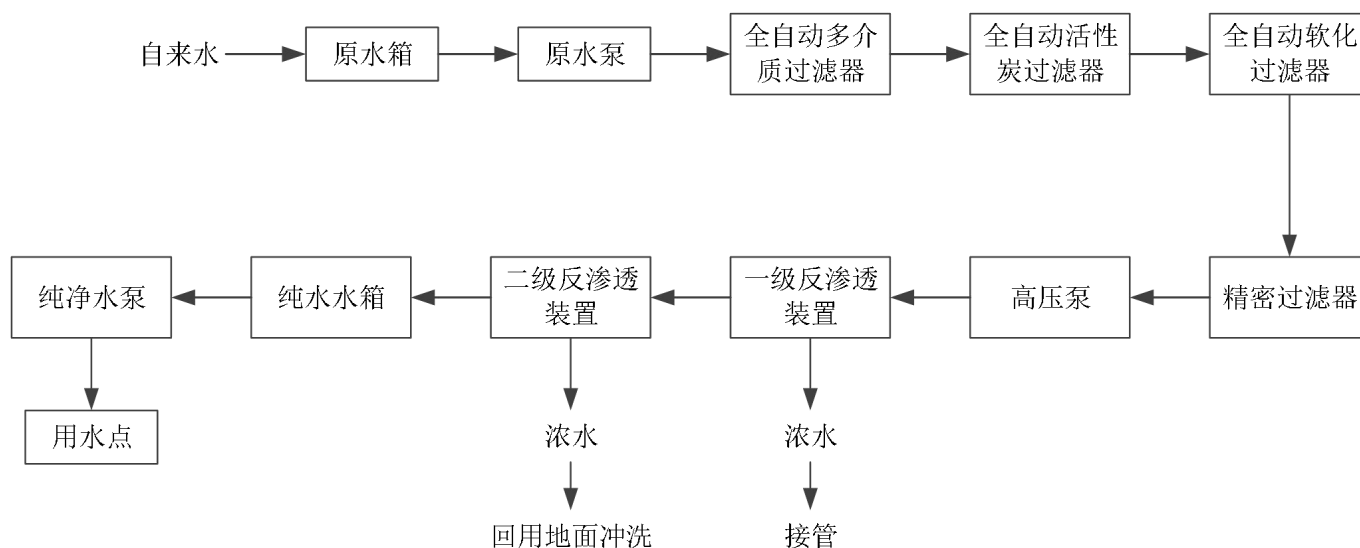 自来水
原水箱
原水泵
全自动多介
质过滤器
全自动活性
炭过滤器
全自动软化
过滤器
纯净水泵
纯水水箱
二级反渗透
装置
一级反渗透
装置
高压泵
精密过滤器
用水点
浓水
浓水
回用地面冲洗
接管